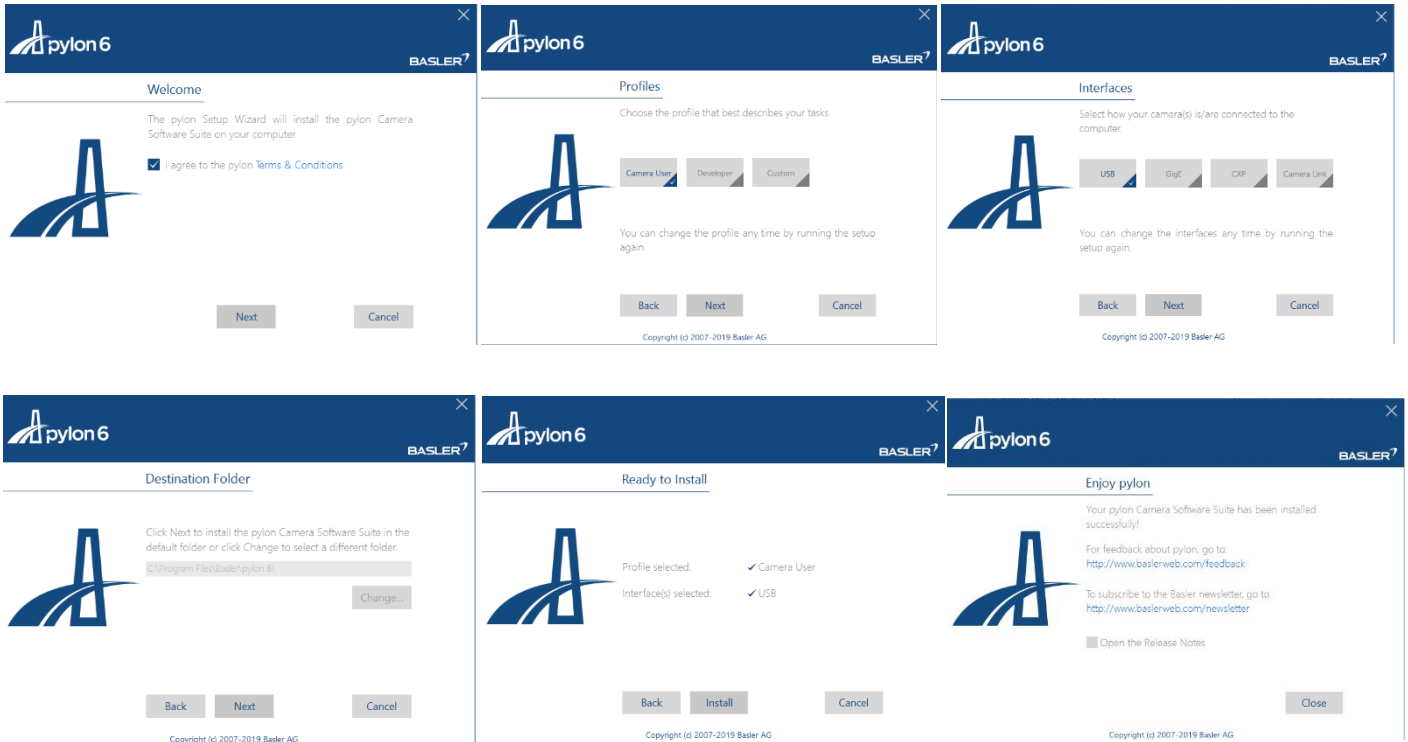 pylon 6
BASLER
Welcome
The pylon Setup Wizard will install the pylon Camera
Software Suite on your computer.
I agree to the pylon Terms & Conditions
Next Cancel
pylon 6
BASLER
Profiles
Choose the profile that best describes your tasks.
Camera User Developer Custom
You can change the profile any time by running the setup
again.
Back Next Cancel
Copyright (c) 2007-2019 Basler AG
pylon 6
BASLER
Interfaces
Select how your camera(s) is/are connected to the
computer.
USB GigE CXP Camera Link
You can change the interfaces any time by running the
setup again.
Back Next Cancel
Copyright (c) 2007-2019 Basler AG
pylon 6
BASLER
Destination Folder
Click Next to install the pylon Camera Software Suite in the
default folder or click Change to select a different folder.
C:\Program Files\Basler\pylon 6\
Change...
Back Next Cancel
Copyright (c) 2007-2019 Basler AG
pylon 6
BASLER
Ready to Install
Profile selected: Camera User
Interface(s) selected: USB
Back Install Cancel
Copyright (c) 2007-2019 Basler AG
pylon 6
BASLER
Enjoy pylon
Your pylon Camera Software Suite has been installed
successfully!
For feedback about pylon, go to:
http://www.baslerweb.com/feedback
To subscribe to the Basler newsletter, go to:
http://www.baslerweb.com/newsletter
Open the Release Notes
Close
Copyright (c) 2007-2019 Basler AG